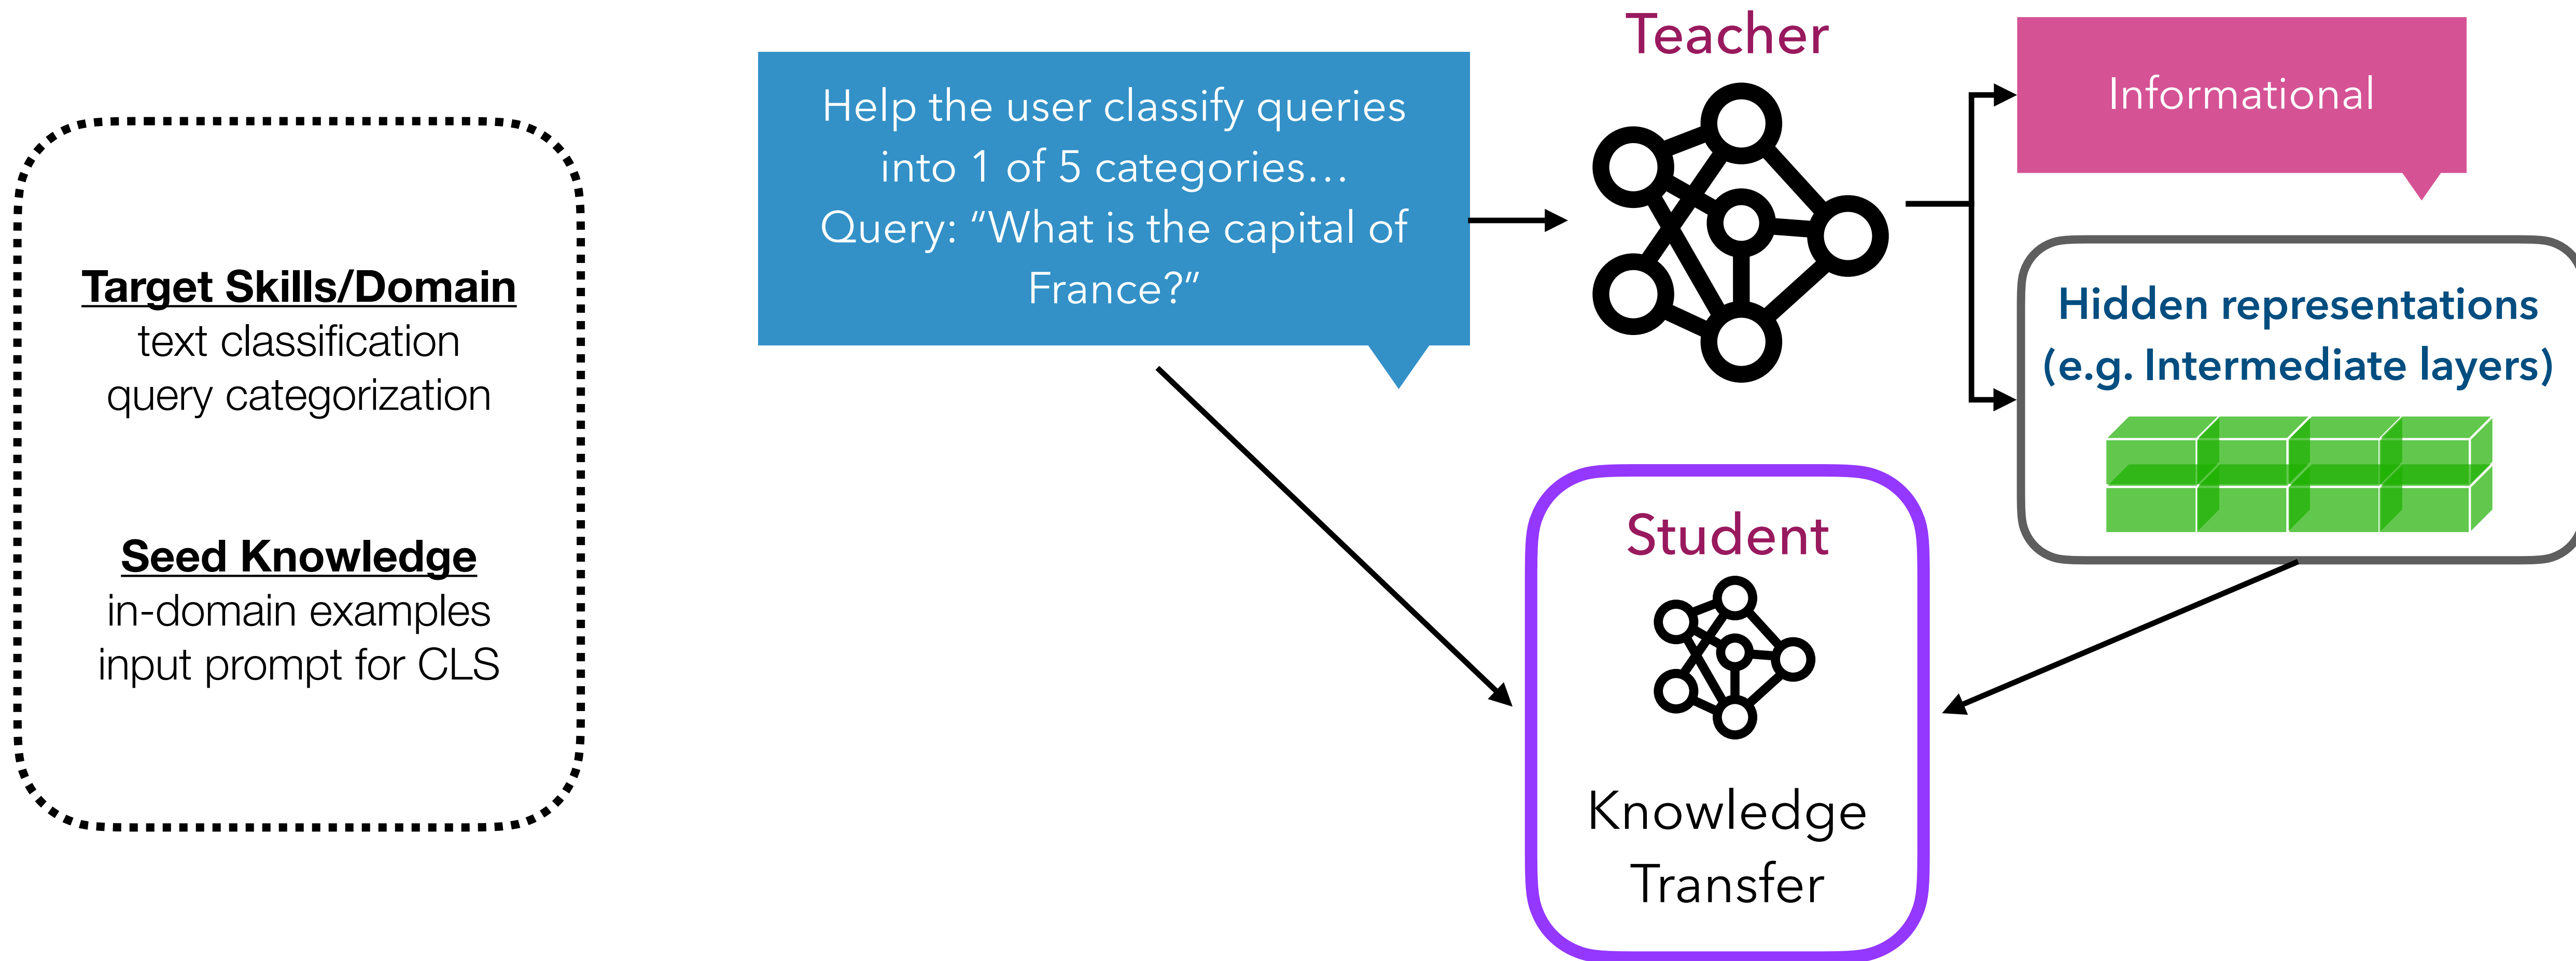 Target Skills/Domain
text classification
query categorization
Seed Knowledge
in-domain examples
input prompt for CLS
Help the user classify queries
into 1 of 5 categories…
Query: “What is the capital of
France?”
Teacher
Informational
Hidden representations
(e.g. Intermediate layers)
Student
Knowledge
Transfer